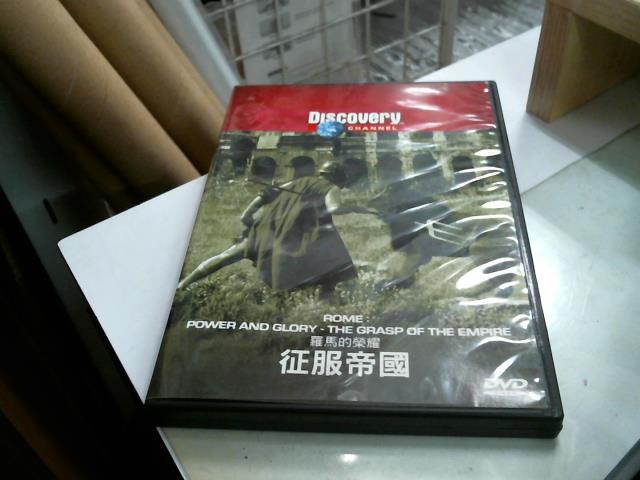 Discovery
CHANNEL
ROME :
POWER AND GLORY - THE GRASP OF THE EMPIRE
羅馬的榮耀
征服帝國
DVD